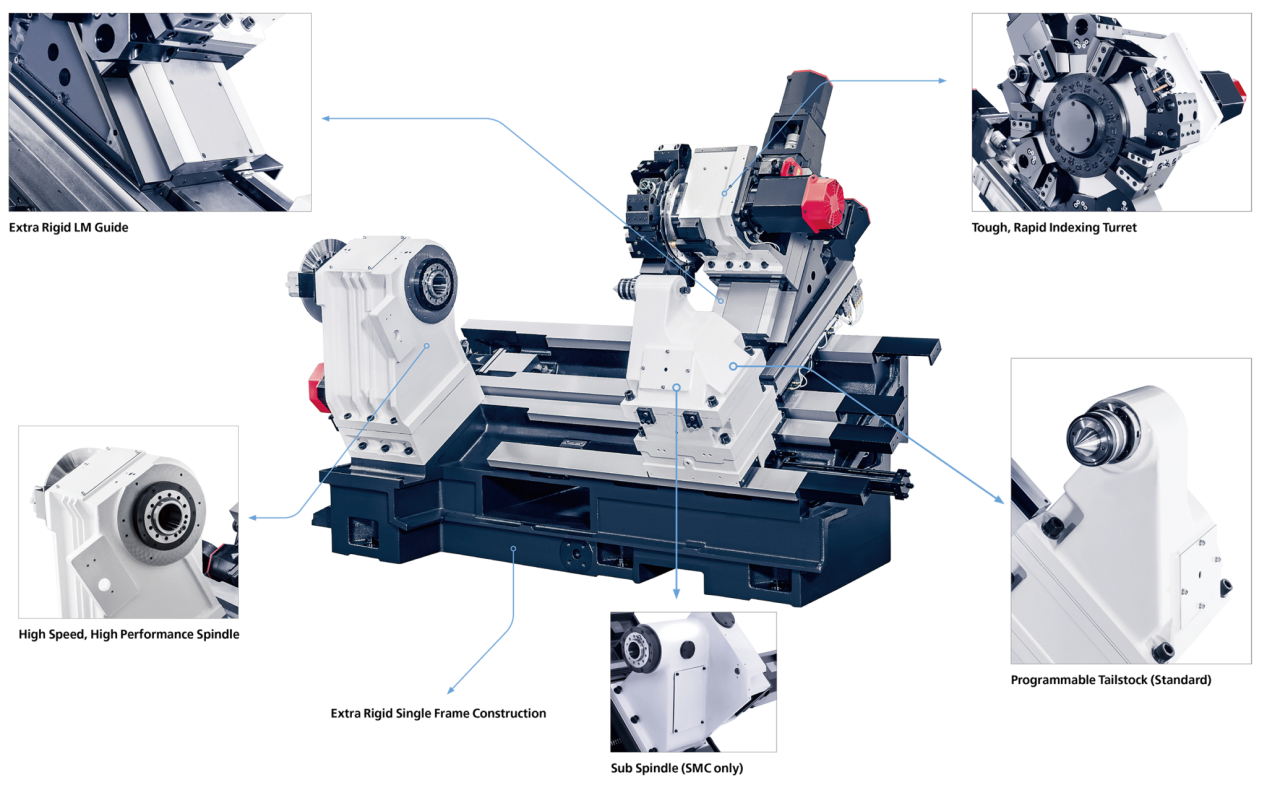 Extra Rigid LM Guide
Tough, Rapid Indexing Turret
High Speed, High Performance Spindle
Programmable Tailstock (Standard)
Extra Rigid Single Frame Construction
Sub Spindle (SMC only)